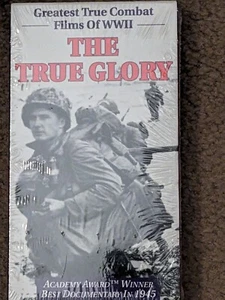 Greatest True Combat
Films Of WWII
THE
TRUE GLORY
ACADEMY AWARD™ WINNER
BEST DOCUMENTARY IN 1945